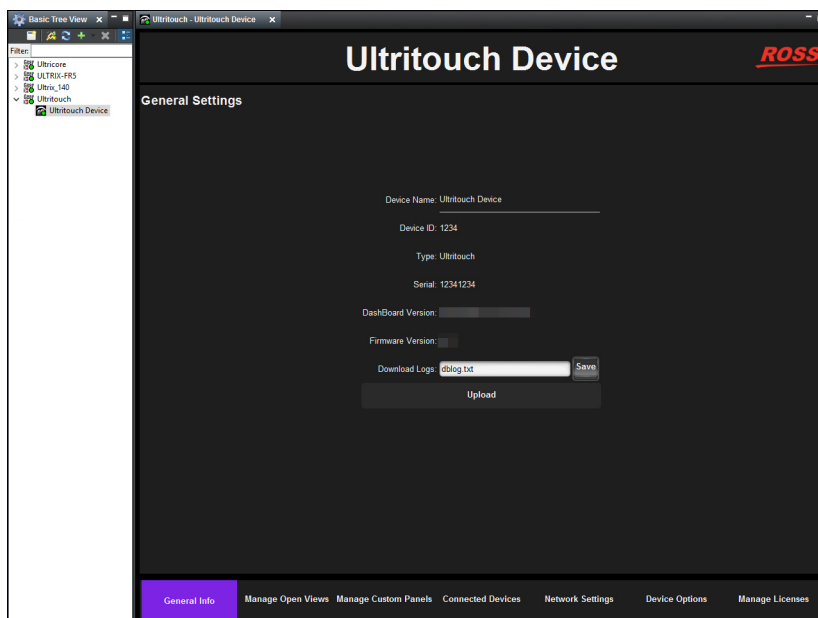 Basic Tree View
Ultritouch - Ultritouch Device
Filter:
Ultricore
ULTRIX-FR5
Ultrix_140
Ultritouch
Ultritouch Device
Ultritouch Device
ROSS
General Settings
Device Name: Ultritouch Device
Device ID: 1234
Type: Ultritouch
Serial: 12341234
DashBoard Version:
Firmware Version:
Download Logs: dblog.txt Save
Upload
General Info Manage Open Views Manage Custom Panels Connected Devices Network Settings Device Options Manage Licenses